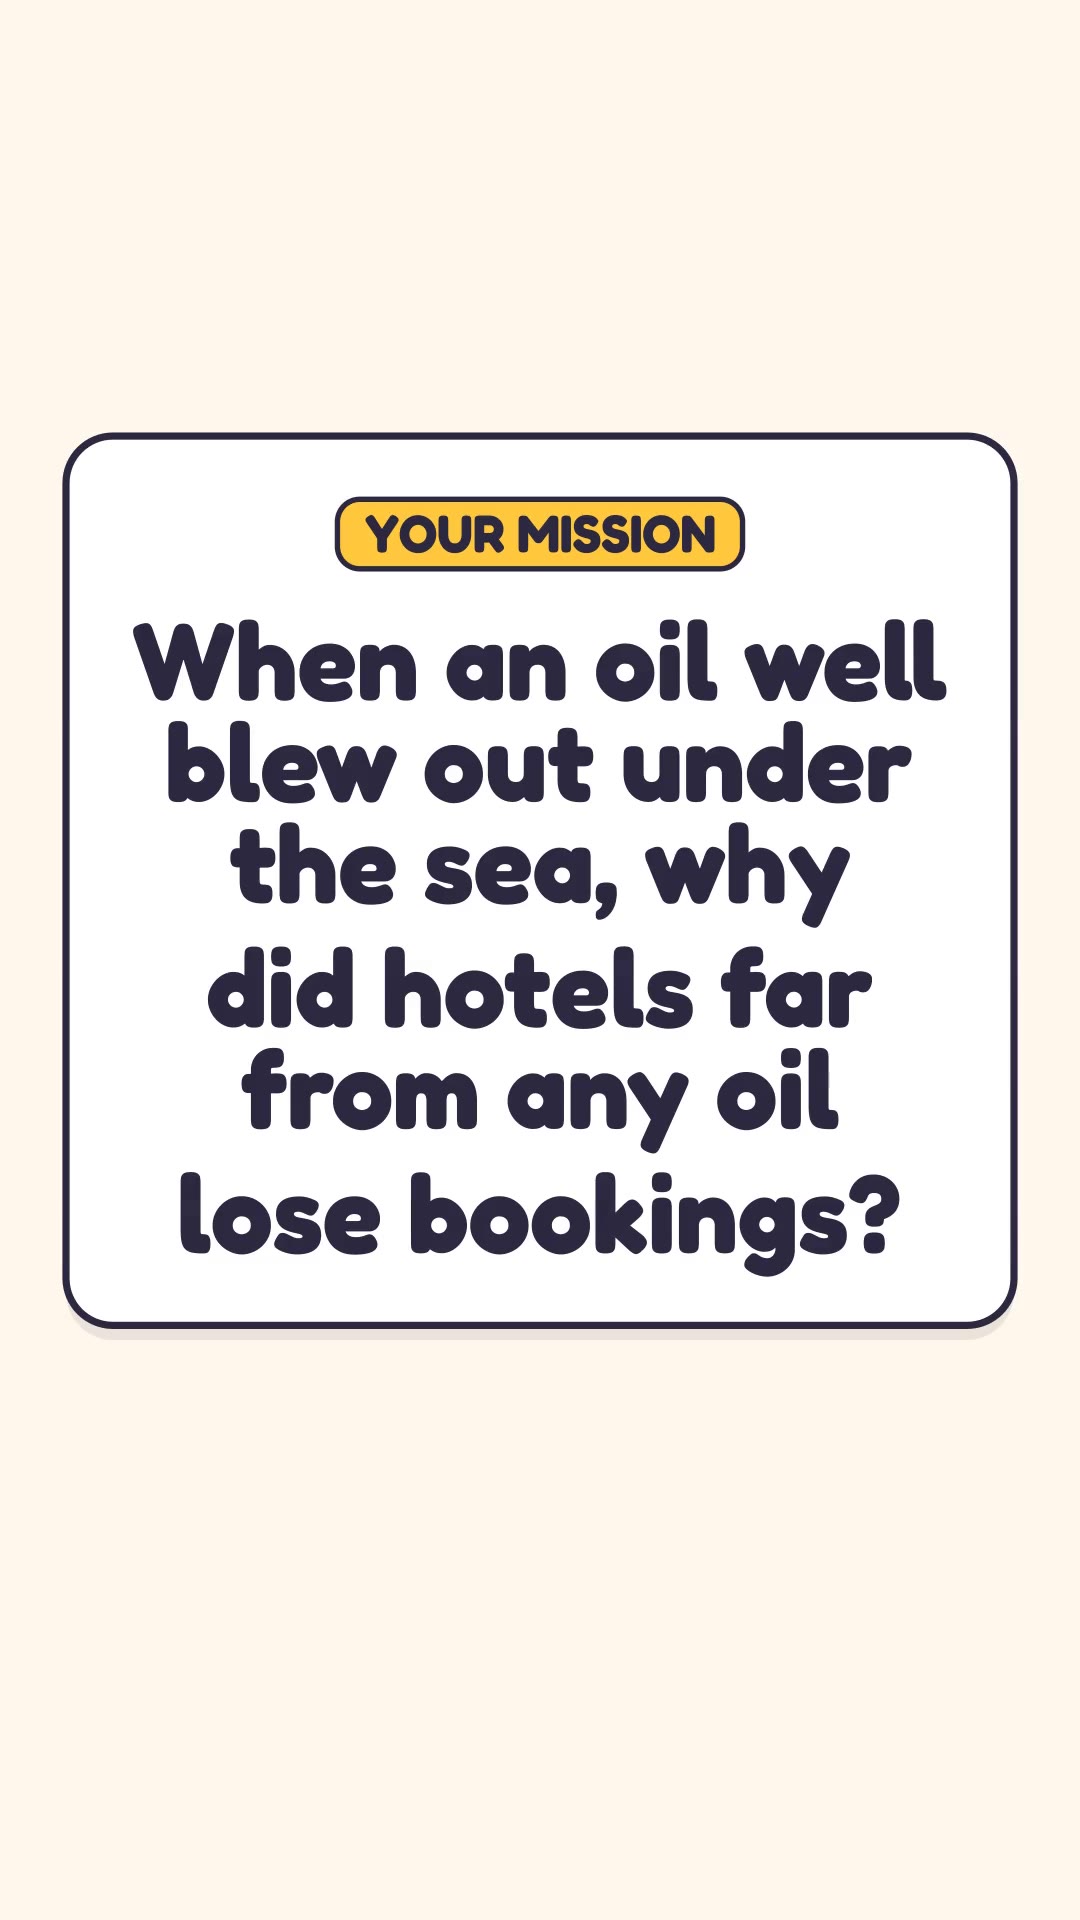 YOUR MISSION
When an oil well
blew out under
the sea, why
did hotels far
from any oil
lose bookings?